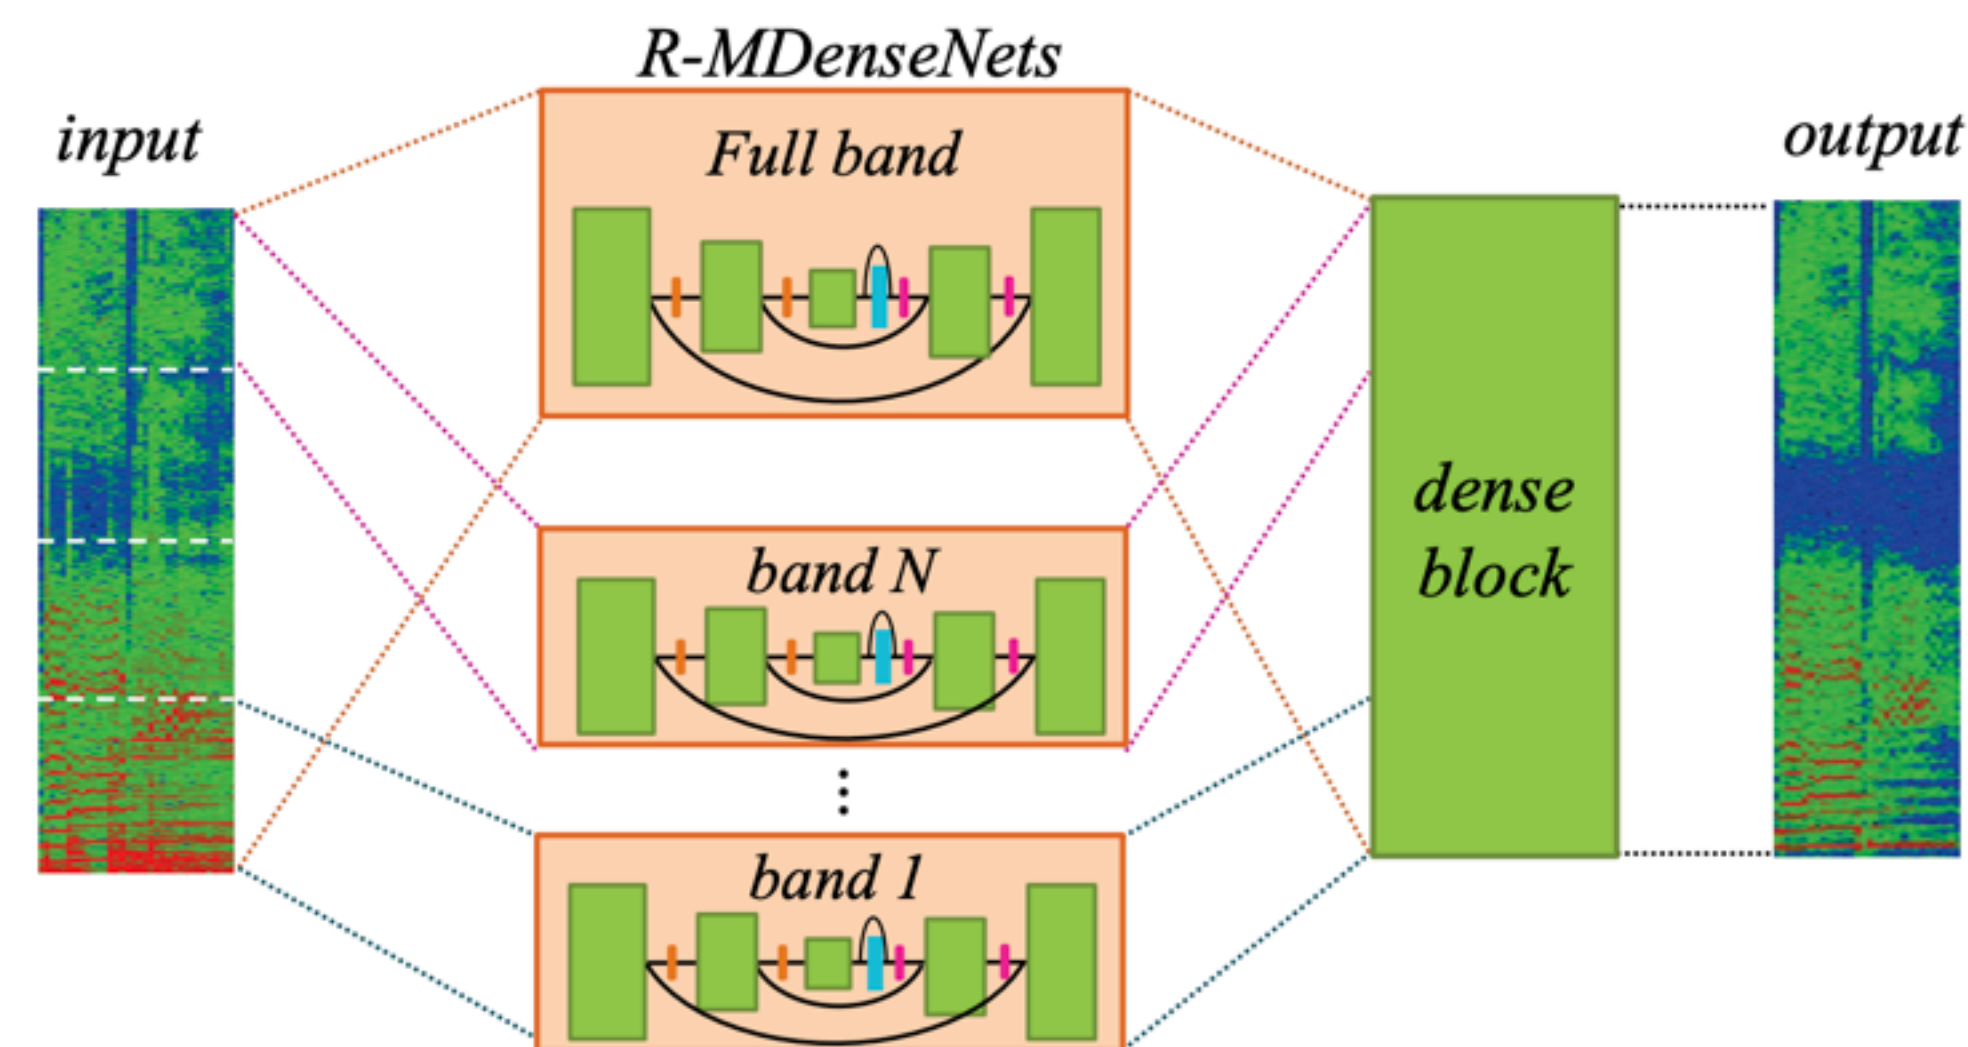 R-MDenseNets
input
Full band
output
band N
dense
block
band 1